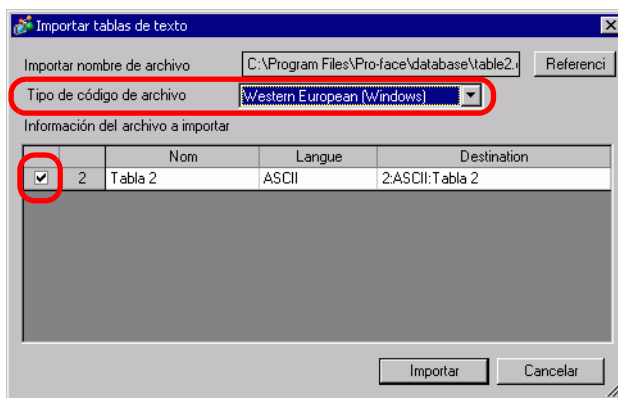 Importar tablas de texto
Importar nombre de archivo C:\Program Files\Pro-face\database\table2. Referenci
Tipo de código de archivo Western European (Windows)
Información del archivo a importar
Nom Langue Destination
2 Tabla 2 ASCII 2:ASCII:Tabla 2
Importar Cancelar